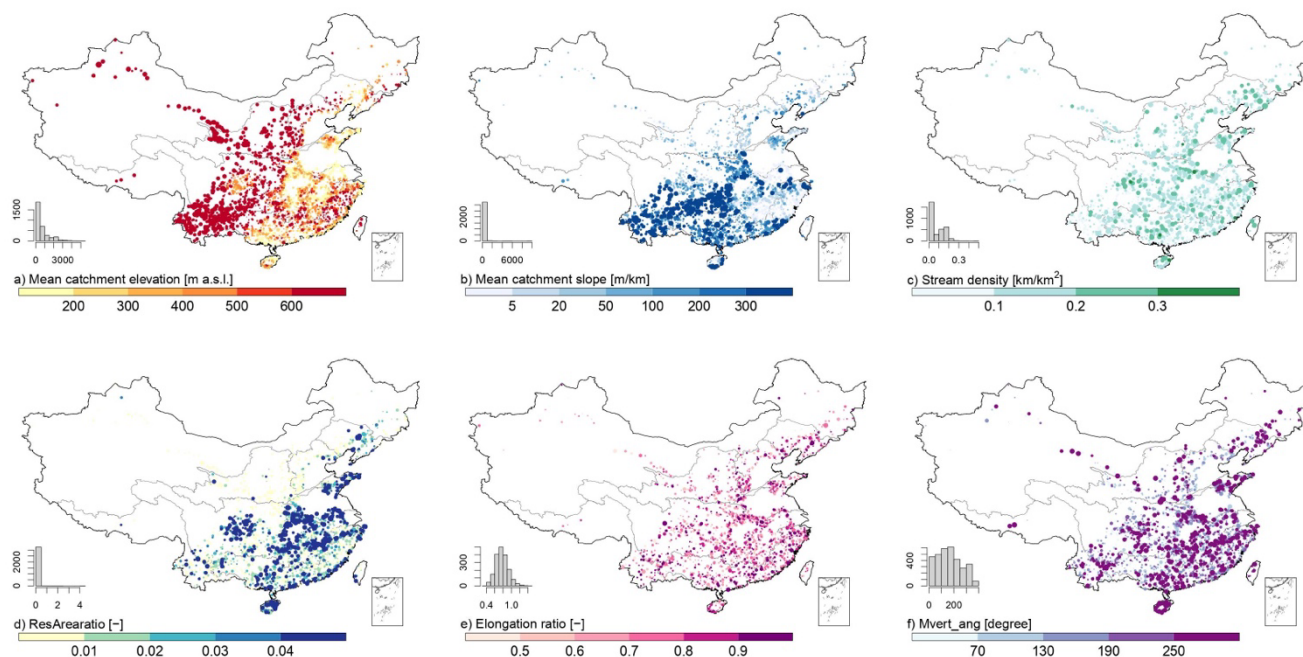 1500
0
0 3000
a) Mean catchment elevation [m a.s.l.]
200 300 400 500 600
2000
0
0 6000
b) Mean catchment slope [m/km]
5 20 50 100 200 300
1000
0
0.0 0.3
c) Stream density [km/km²]
0.1 0.2 0.3
2000
0
0 2 4
d) ResArearatio [−]
0.01 0.02 0.03 0.04
300
0
0.4 1.0
e) Elongation ratio [−]
0.5 0.6 0.7 0.8 0.9
400
0
0 200
f) Mvert_ang [degree]
70 130 190 250